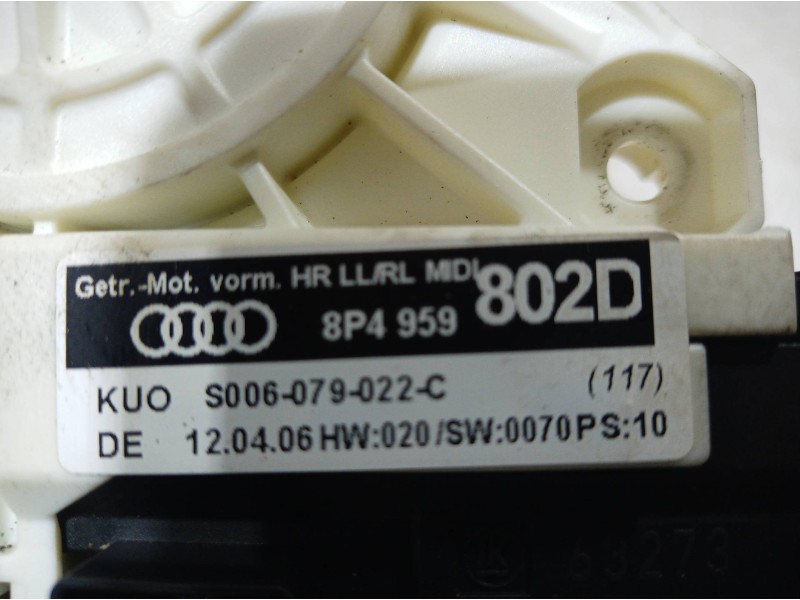 Getr.-Mot. vorm. HR LL/RL MIDI
8P4 959 802D
KUO S006-079-022-C (117)
DE 12.04.06 HW:020/SW:0070 PS:10
63273